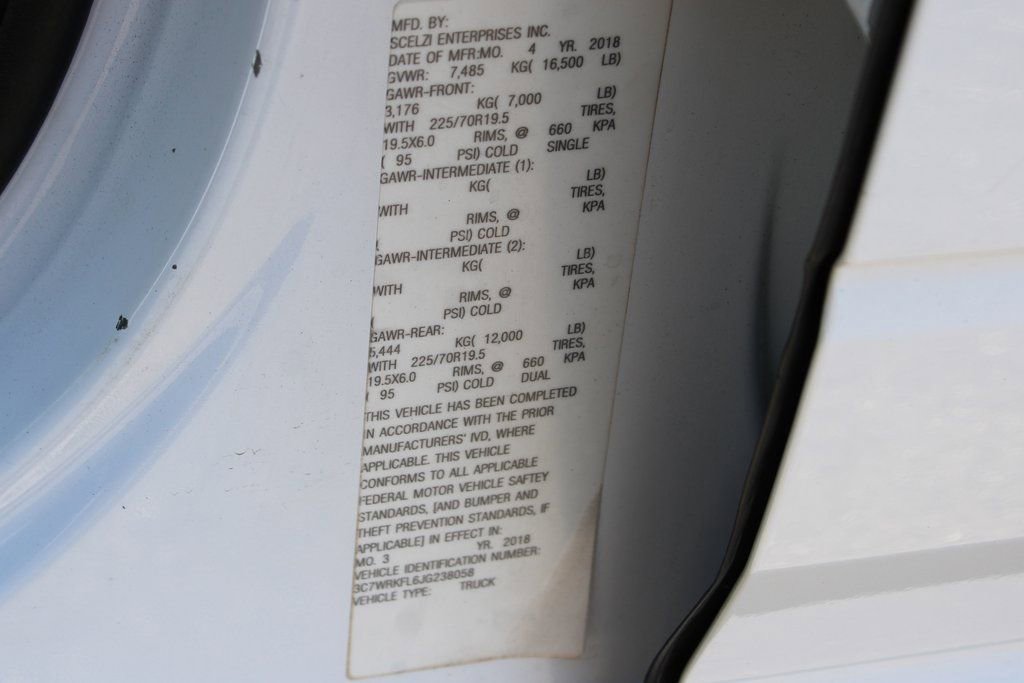 MFD. BY:
SCELZI ENTERPRISES INC.
DATE OF MFR:MO. 4 YR. 2018
GVWR: 7,485 KG( 16,500 LB)
GAWR-FRONT:
3,176 KG( 7,000 LB)
WITH 225/70R19.5 TIRES,
19.5X6.0 RIMS, @ 660 KPA
( 95 PSI) COLD SINGLE
GAWR-INTERMEDIATE (1):
KG( LB)
WITH TIRES,
RIMS, @ KPA
( PSI) COLD
GAWR-INTERMEDIATE (2):
KG( LB)
WITH TIRES,
RIMS, @ KPA
( PSI) COLD
GAWR-REAR:
5,444 KG( 12,000 LB)
WITH 225/70R19.5 TIRES,
19.5X6.0 RIMS, @ 660 KPA
( 95 PSI) COLD DUAL
THIS VEHICLE HAS BEEN COMPLETED
IN ACCORDANCE WITH THE PRIOR
MANUFACTURERS' IVD, WHERE
APPLICABLE. THIS VEHICLE
CONFORMS TO ALL APPLICABLE
FEDERAL MOTOR VEHICLE SAFTEY
STANDARDS, [AND BUMPER AND
THEFT PREVENTION STANDARDS, IF
APPLICABLE] IN EFFECT IN:
MO. 3 YR. 2018
VEHICLE IDENTIFICATION NUMBER:
3C7WRKFL6JG238058
VEHICLE TYPE: TRUCK